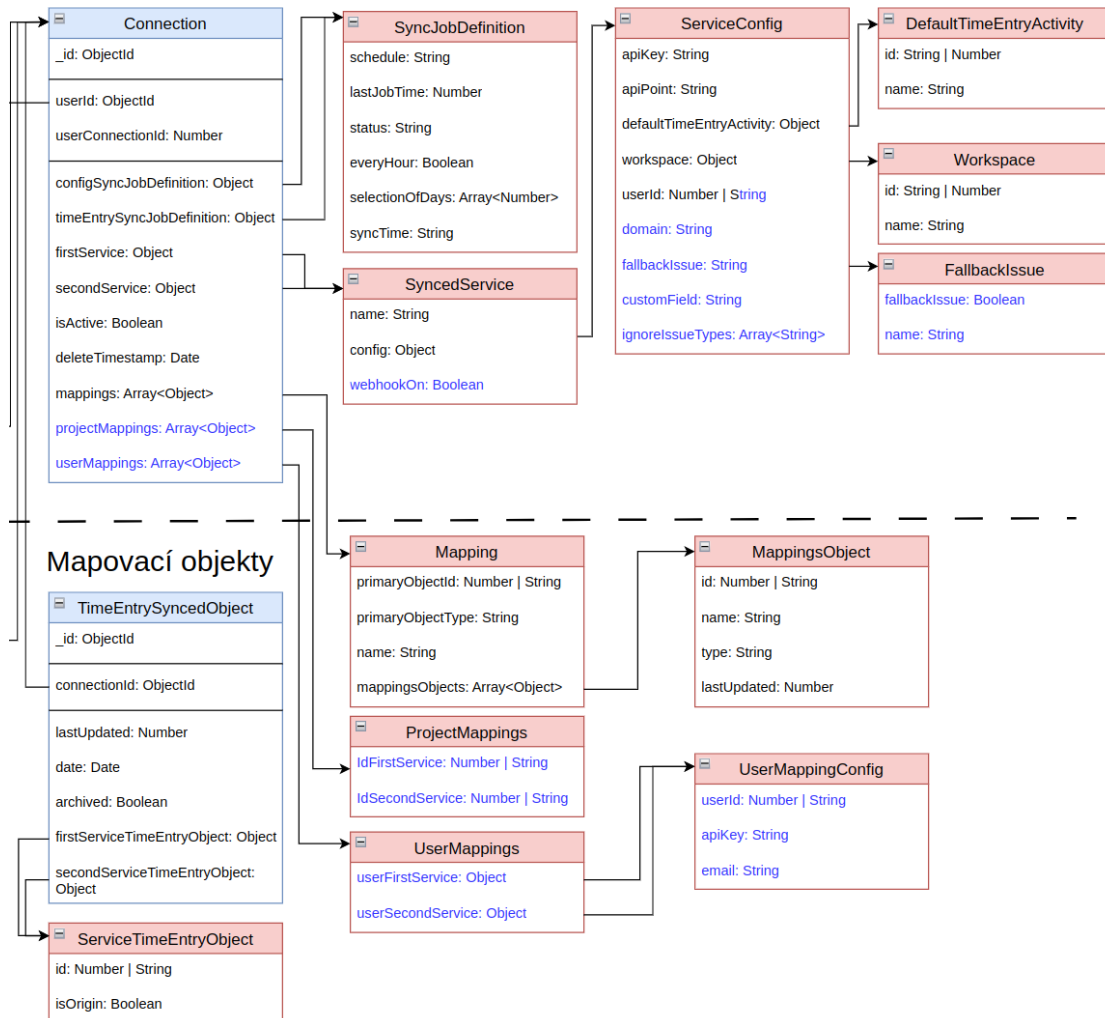 Connection
_id: ObjectId
userId: ObjectId
userConnectionId: Number
configSyncJobDefinition: Object
timeEntrySyncJobDefinition: Object
firstService: Object
secondService: Object
isActive: Boolean
deleteTimestamp: Date
mappings: Array<Object>
projectMappings: Array<Object>
userMappings: Array<Object>
SyncJobDefinition
schedule: String
lastJobTime: Number
status: String
everyHour: Boolean
selectionOfDays: Array<Number>
syncTime: String
SyncedService
name: String
config: Object
webhookOn: Boolean
ServiceConfig
apiKey: String
apiPoint: String
defaultTimeEntryActivity: Object
workspace: Object
userId: Number | String
domain: String
fallbackIssue: String
customField: String
ignoreIssueTypes: Array<String>
DefaultTimeEntryActivity
id: String | Number
name: String
Workspace
id: String | Number
name: String
FallbackIssue
fallbackIssue: Boolean
name: String
Mapovací objekty
TimeEntrySyncedObject
_id: ObjectId
connectionId: ObjectId
lastUpdated: Number
date: Date
archived: Boolean
firstServiceTimeEntryObject: Object
secondServiceTimeEntryObject:
Object
ServiceTimeEntryObject
id: Number | String
isOrigin: Boolean
Mapping
primaryObjectId: Number | String
primaryObjectType: String
name: String
mappingsObjects: Array<Object>
ProjectMappings
IdFirstService: Number | String
IdSecondService: Number | String
UserMappings
userFirstService: Object
userSecondService: Object
MappingsObject
id: Number | String
name: String
type: String
lastUpdated: Number
UserMappingConfig
userId: Number | String
apiKey: String
email: String